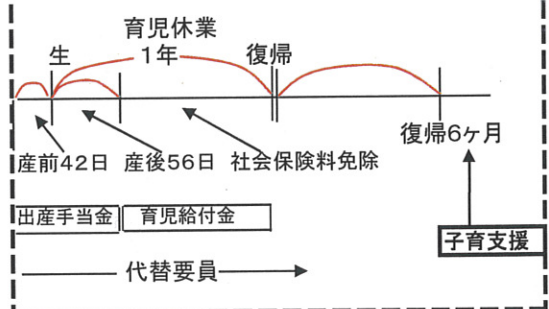 育児休業
生
1年
復帰
復帰6ヶ月
産前42日
産後56日
社会保険料免除
出産手当金
育児給付金
子育支援
代替要員